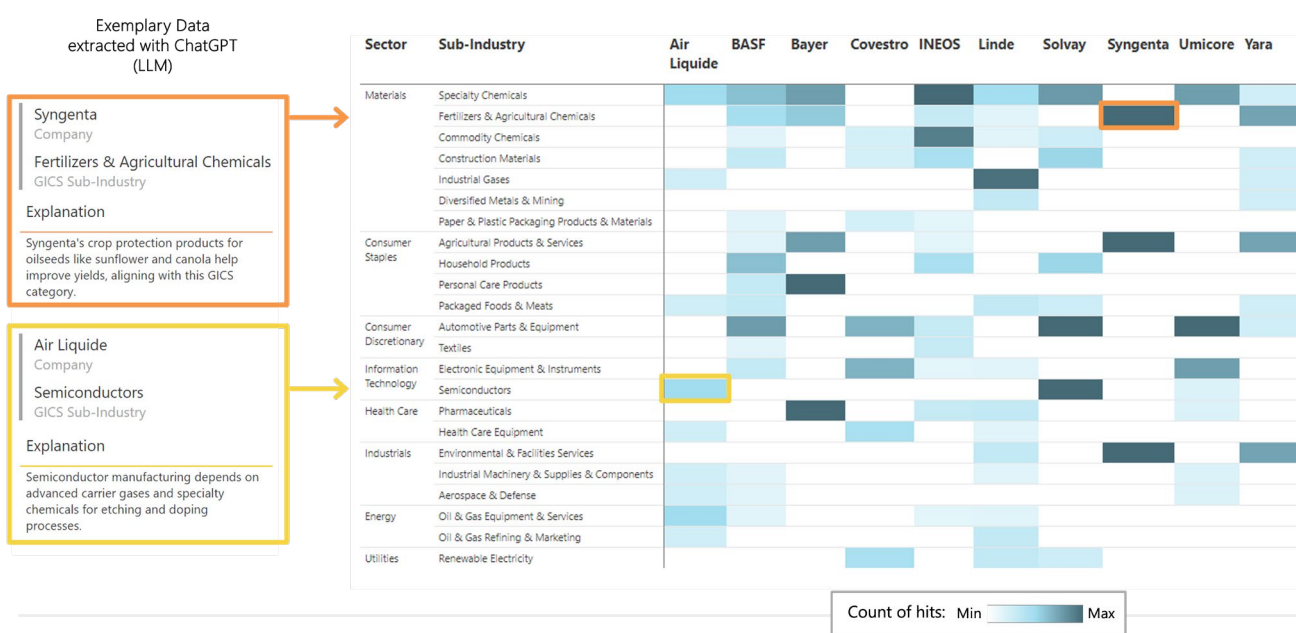 Exemplary Data
extracted with ChatGPT
(LLM)
Syngenta
Company
Fertilizers & Agricultural Chemicals
GICS Sub-Industry
Explanation
Syngenta's crop protection products for
oilseeds like sunflower and canola help
improve yields, aligning with this GICS
category.
Air Liquide
Company
Semiconductors
GICS Sub-Industry
Explanation
Semiconductor manufacturing depends on
advanced carrier gases and specialty
chemicals for etching and doping
processes.
Sector Sub-Industry Air Liquide BASF Bayer Covestro INEOS Linde Solvay Syngenta Umicore Yara
Materials Specialty Chemicals
Fertilizers & Agricultural Chemicals
Commodity Chemicals
Construction Materials
Industrial Gases
Diversified Metals & Mining
Paper & Plastic Packaging Products & Materials
Consumer Staples Agricultural Products & Services
Household Products
Personal Care Products
Packaged Foods & Meats
Consumer Discretionary Automotive Parts & Equipment
Textiles
Information Technology Electronic Equipment & Instruments
Semiconductors
Health Care Pharmaceuticals
Health Care Equipment
Industrials Environmental & Facilities Services
Industrial Machinery & Supplies & Components
Aerospace & Defense
Energy Oil & Gas Equipment & Services
Oil & Gas Refining & Marketing
Utilities Renewable Electricity
Count of hits: Min Max